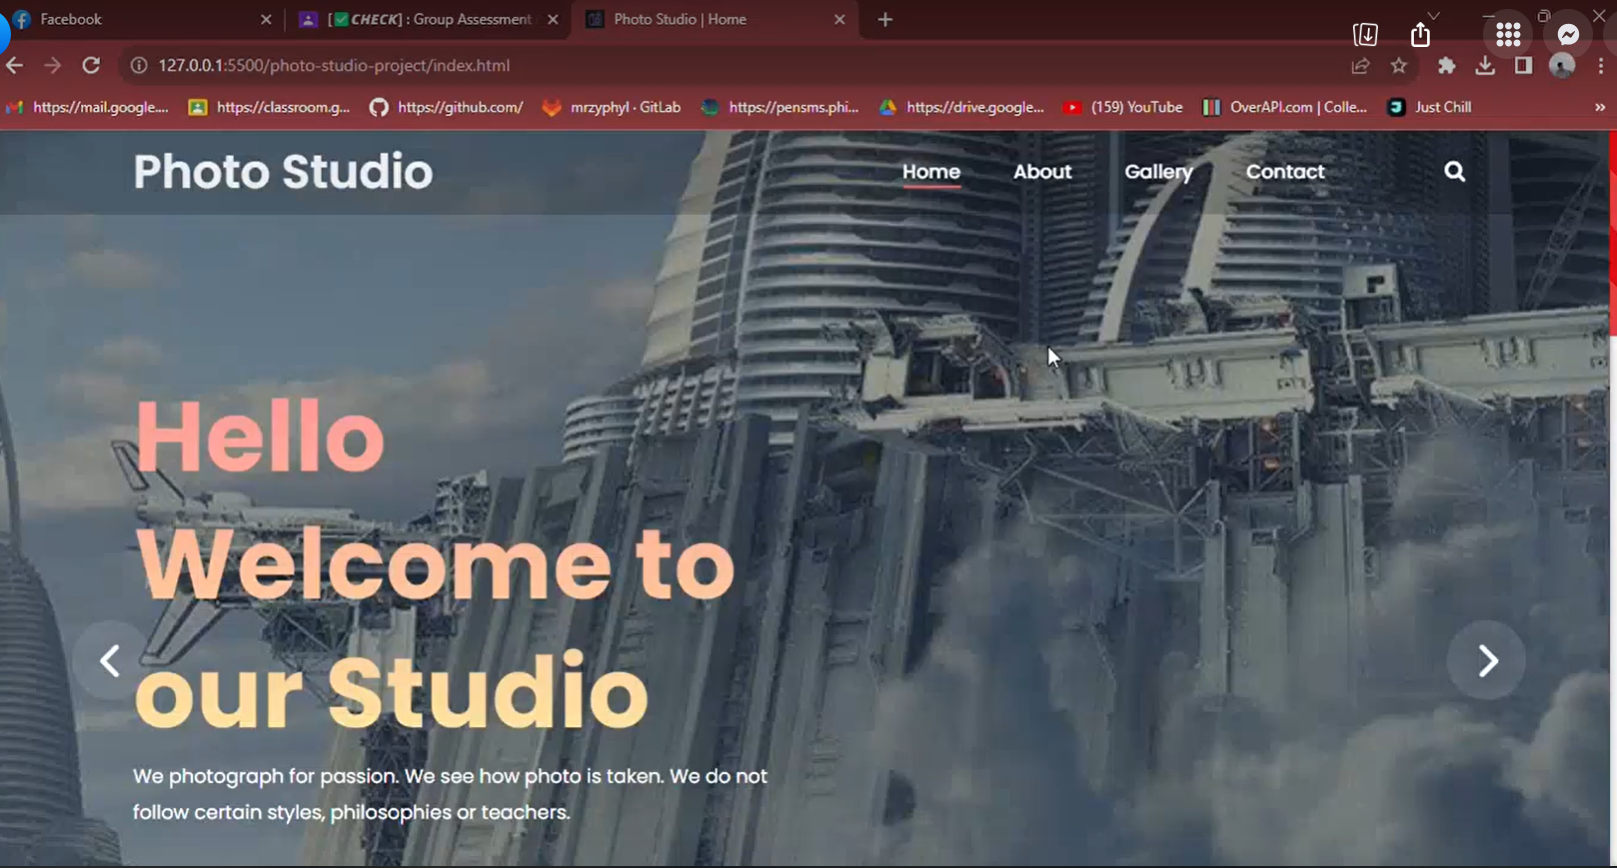 Facebook
[✅CHECK] : Group Assessment
Photo Studio | Home
127.0.0.1:5500/photo-studio-project/index.html
https://mail.google....
https://classroom.g...
https://github.com/
mrzyphyl · GitLab
https://pensms.phi...
https://drive.google...
(159) YouTube
OverAPI.com | Colle...
Just Chill
»
Photo Studio
Home
About
Gallery
Contact
Hello
Welcome to
our Studio
We photograph for passion. We see how photo is taken. We do not
follow certain styles, philosophies or teachers.